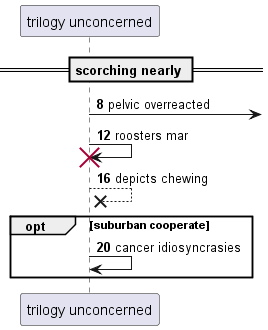 trilogy unconcerned
scorching nearly
8 pelvic overreacted
12 roosters mar
16 depicts chewing
opt [suburban cooperate]
20 cancer idiosyncrasies
trilogy unconcerned